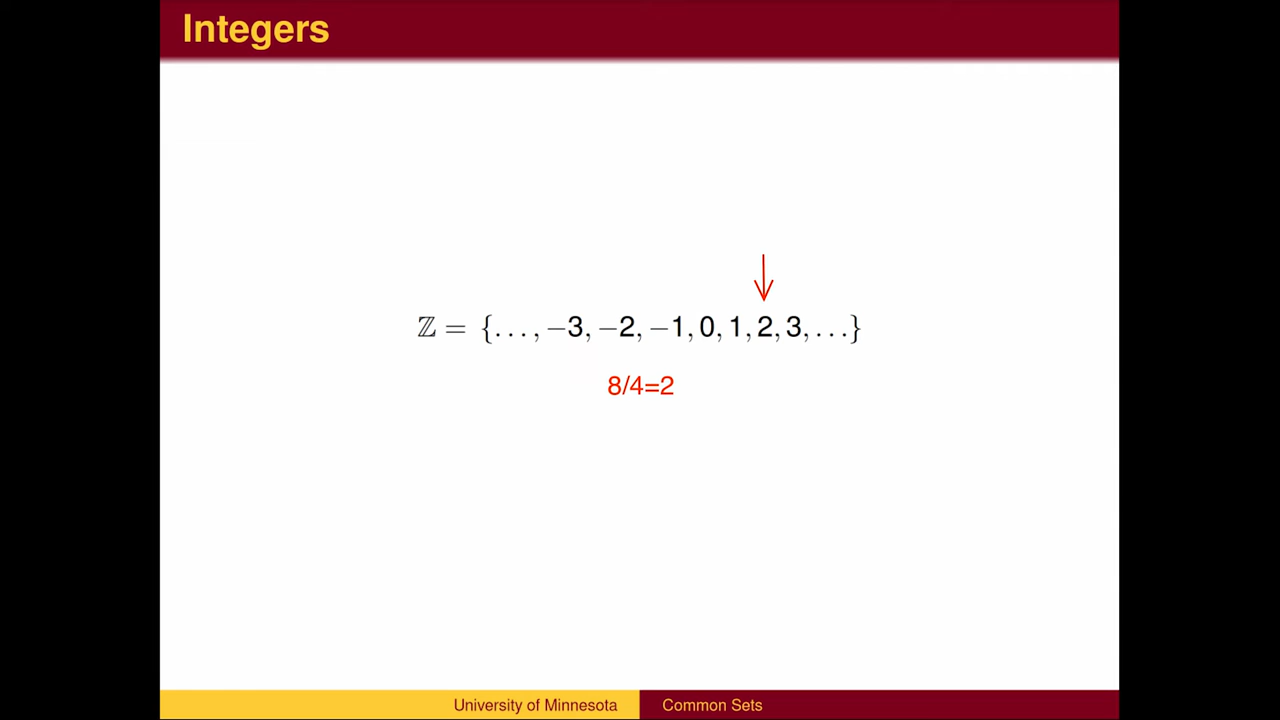 Integers
ℤ = {…, −3, −2, −1, 0, 1, 2, 3, …}
8/4=2
University of Minnesota
Common Sets